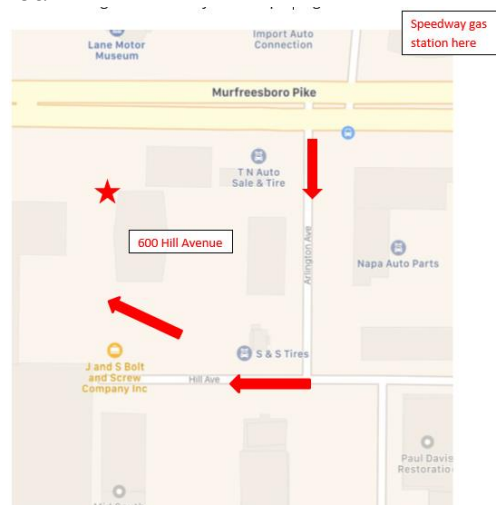 Speedway gas
station here
Import Auto
Connection
Lane Motor
Museum
Murfreesboro Pike
T N Auto
Sale & Tire
600 Hill Avenue
Arlington Ave
Napa Auto Parts
S & S Tires
J and S Bolt
and Screw
Company Inc
Hill Ave
Paul Davis
Restoratio